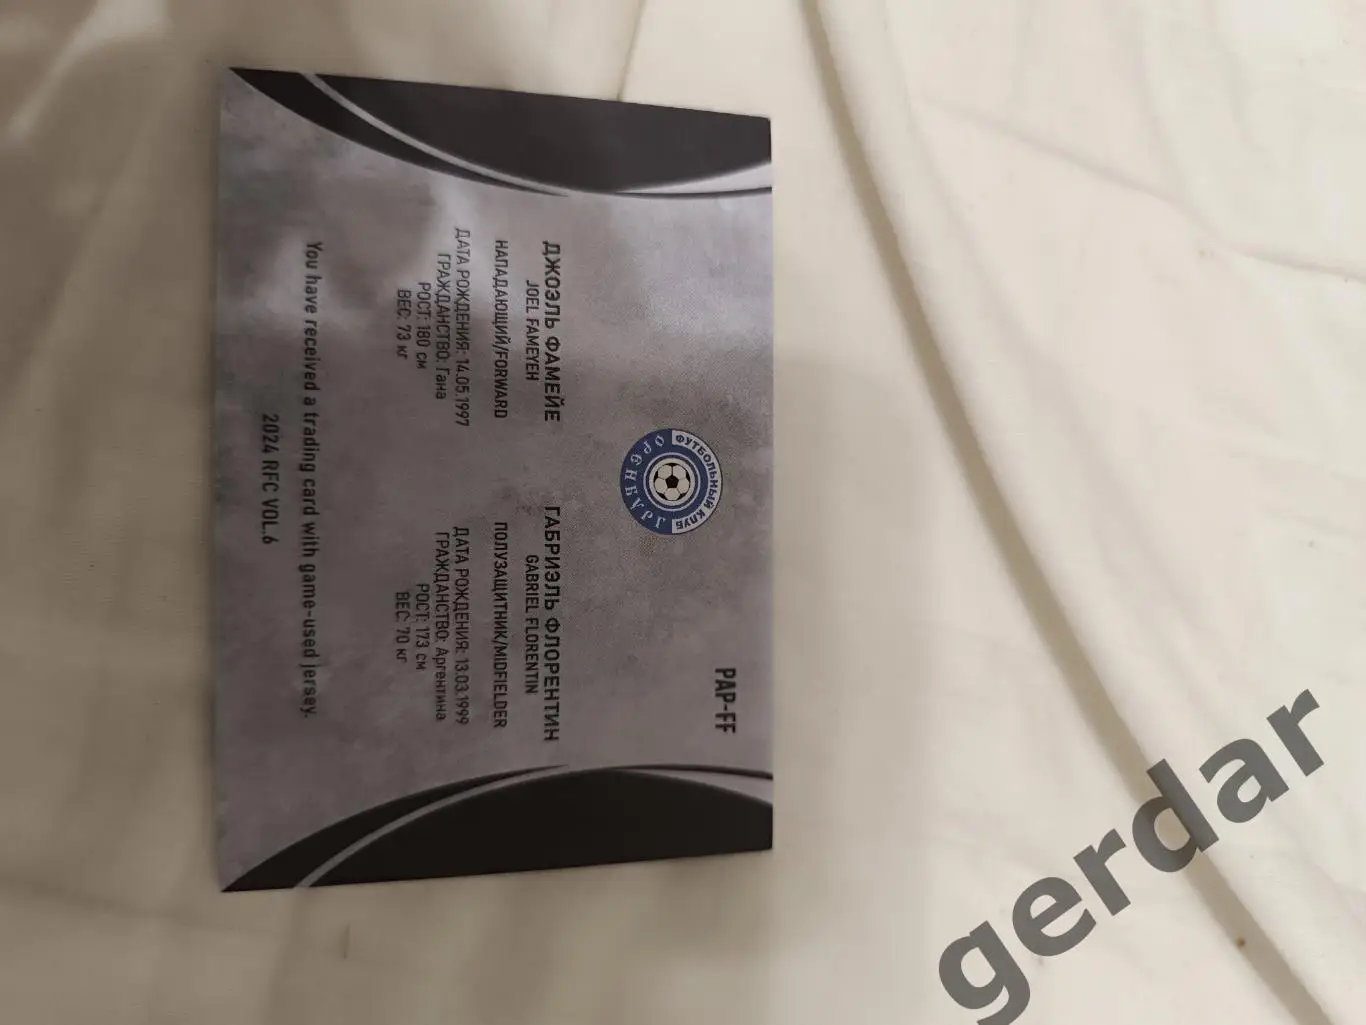 PAP-FF
ФУТБОЛЬНЫЙ КЛУБ
ОРЕНБУРГ
ДЖОЭЛЬ ФАМЕЙЕ
JOEL FAMEYEH
НАПАДАЮЩИЙ/FORWARD
ДАТА РОЖДЕНИЯ: 14.05.1997
ГРАЖДАНСТВО: Гана
РОСТ: 180 см
ВЕС: 73 кг
ГАБРИЭЛЬ ФЛОРЕНТИН
GABRIEL FLORENTIN
ПОЛУЗАЩИТНИК/MIDFIELDER
ДАТА РОЖДЕНИЯ: 13.03.1999
ГРАЖДАНСТВО: Аргентина
РОСТ: 173 см
ВЕС: 70 кг
You have received a trading card with game-used jersey.
2024 RFC VOL.6
gerdar